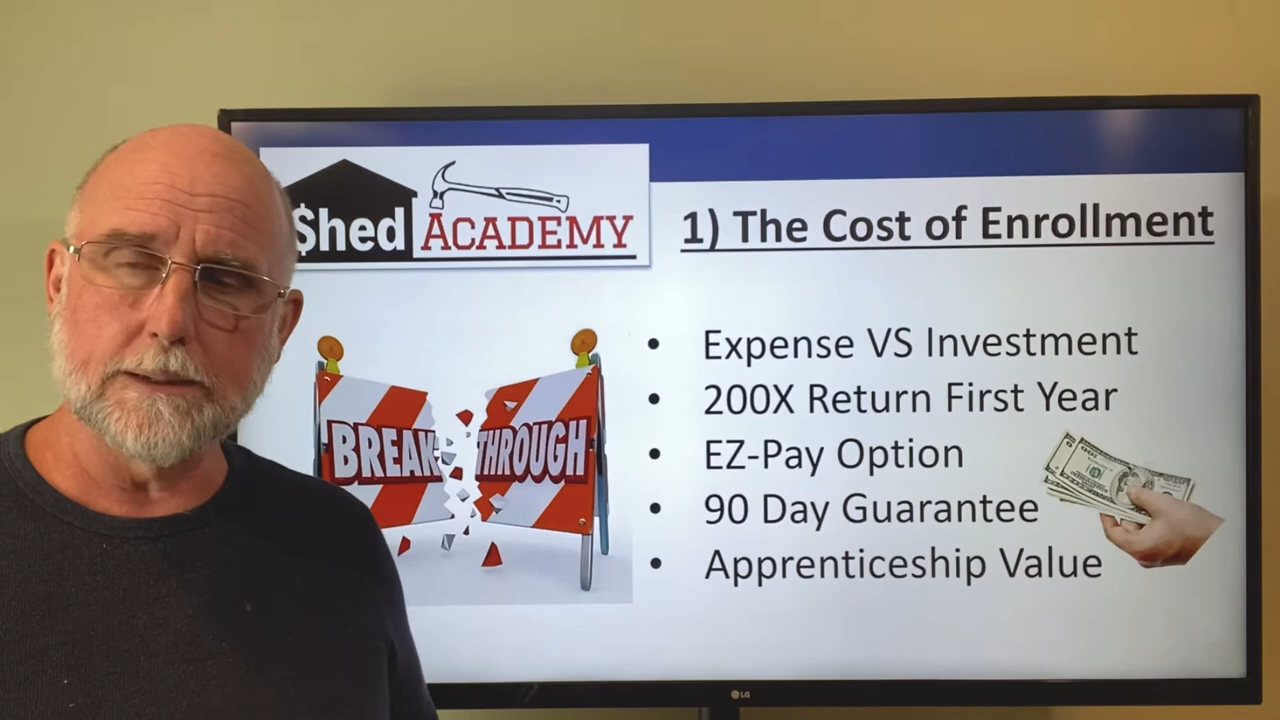 $hed ACADEMY
1) The Cost of Enrollment
BREAK-THROUGH
• Expense VS Investment
• 200X Return First Year
• EZ-Pay Option
• 90 Day Guarantee
• Apprenticeship Value
LG